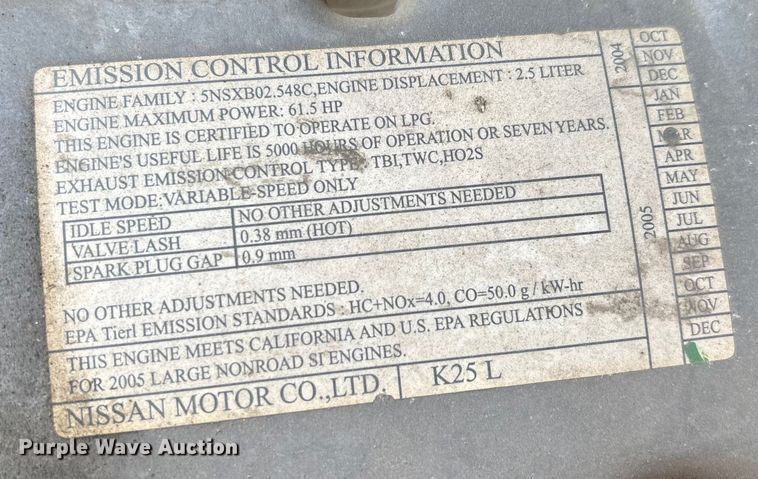 EMISSION CONTROL INFORMATION
ENGINE FAMILY : 5NSXB02.548C,ENGINE DISPLACEMENT : 2.5 LITER
ENGINE MAXIMUM POWER: 61.5 HP
THIS ENGINE IS CERTIFIED TO OPERATE ON LPG.
ENGINE'S USEFUL LIFE IS 5000 HOURS OF OPERATION OR SEVEN YEARS.
EXHAUST EMISSION CONTROL TYPE: TBI,TWC,HO2S
TEST MODE:VARIABLE-SPEED ONLY
IDLE SPEED NO OTHER ADJUSTMENTS NEEDED
VALVE LASH 0.38 mm (HOT)
SPARK PLUG GAP 0.9 mm
NO OTHER ADJUSTMENTS NEEDED.
EPA Tier1 EMISSION STANDARDS : HC+NOx=4.0, CO=50.0 g / kW-hr
THIS ENGINE MEETS CALIFORNIA AND U.S. EPA REGULATIONS
FOR 2005 LARGE NONROAD SI ENGINES.
NISSAN MOTOR CO.,LTD. K25 L
2004
OCT
NOV
DEC
2005
JAN
FEB
MAR
APR
MAY
JUN
JUL
AUG
SEP
OCT
NOV
DEC
Purple Wave Auction